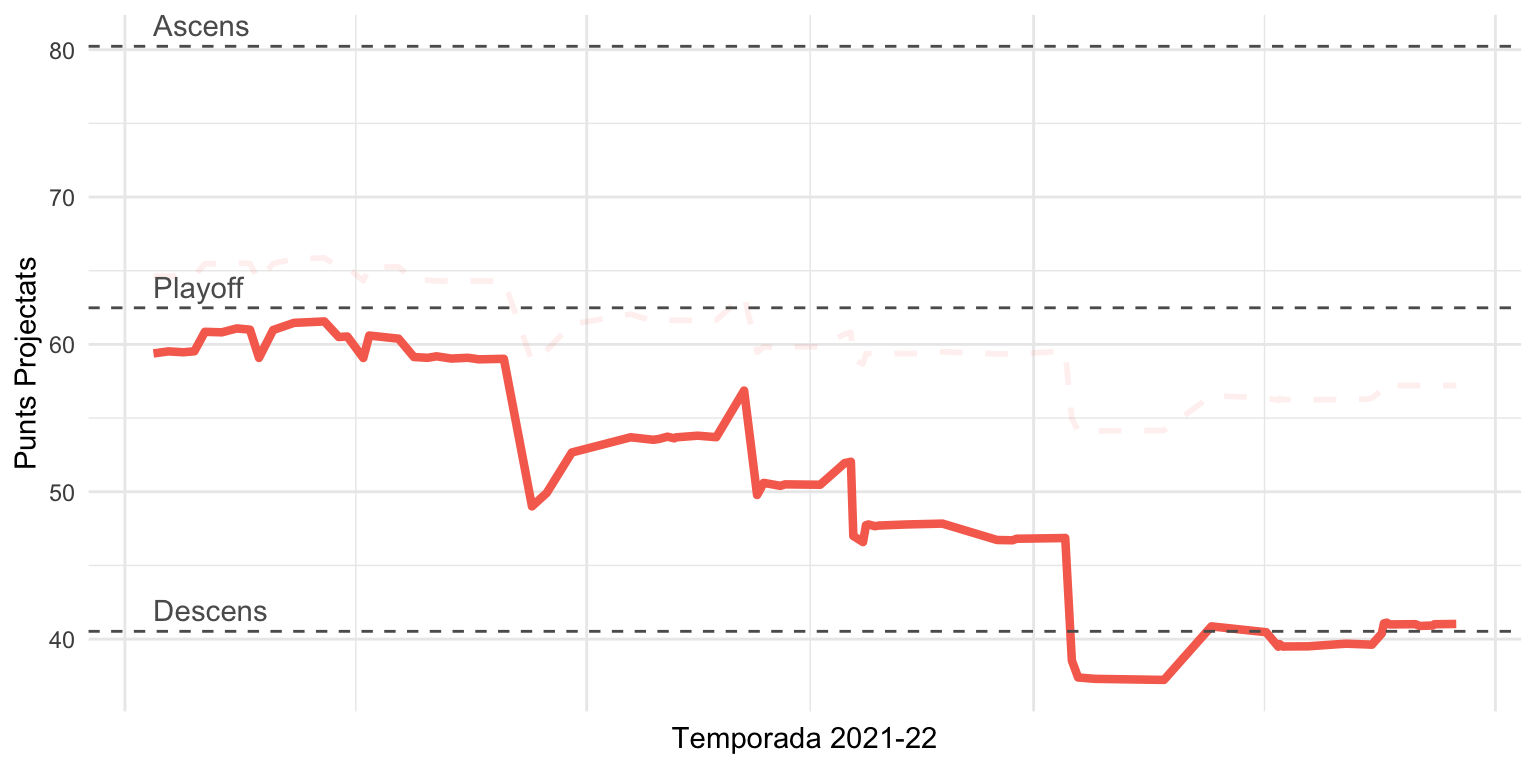 Ascens
80
70
Playoff
60
50
Descens
40
Punts Projectats
Temporada 2021-22